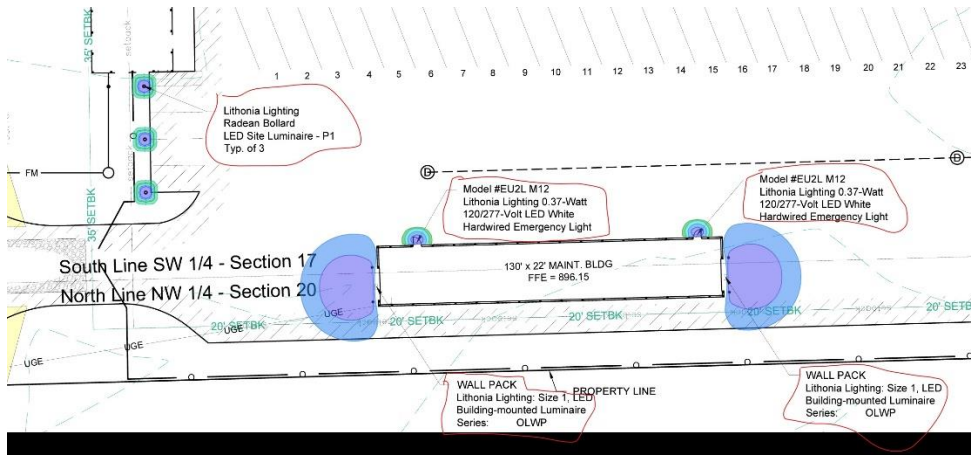 35' SETBK
setback
1 2 3 4 5 6 7 8 9 10 11 12 13 14 15 16 17 18 19 20 21 22 23
Lithonia Lighting
Radean Bollard
LED Site Luminaire - P1
Typ. of 3
FM
Model #EU2L M12
Lithonia Lighting 0.37-Watt
120/277-Volt LED White
Hardwired Emergency Light
Model #EU2L M12
Lithonia Lighting 0.37-Watt
120/277-Volt LED White
Hardwired Emergency Light
35' SETBK
South Line SW 1/4 - Section 17
North Line NW 1/4 - Section 20
130' x 22' MAINT. BLDG
FFE = 896.15
20' SETBK
20' SETBK
20' SETBK
20' SETBK
UGE
UGE
UGE
UGE
WALL PACK
Lithonia Lighting: Size 1, LED
Building-mounted Luminaire
Series: OLWP
PROPERTY LINE
WALL PACK
Lithonia Lighting: Size 1, LED
Building-mounted Luminaire
Series: OLWP